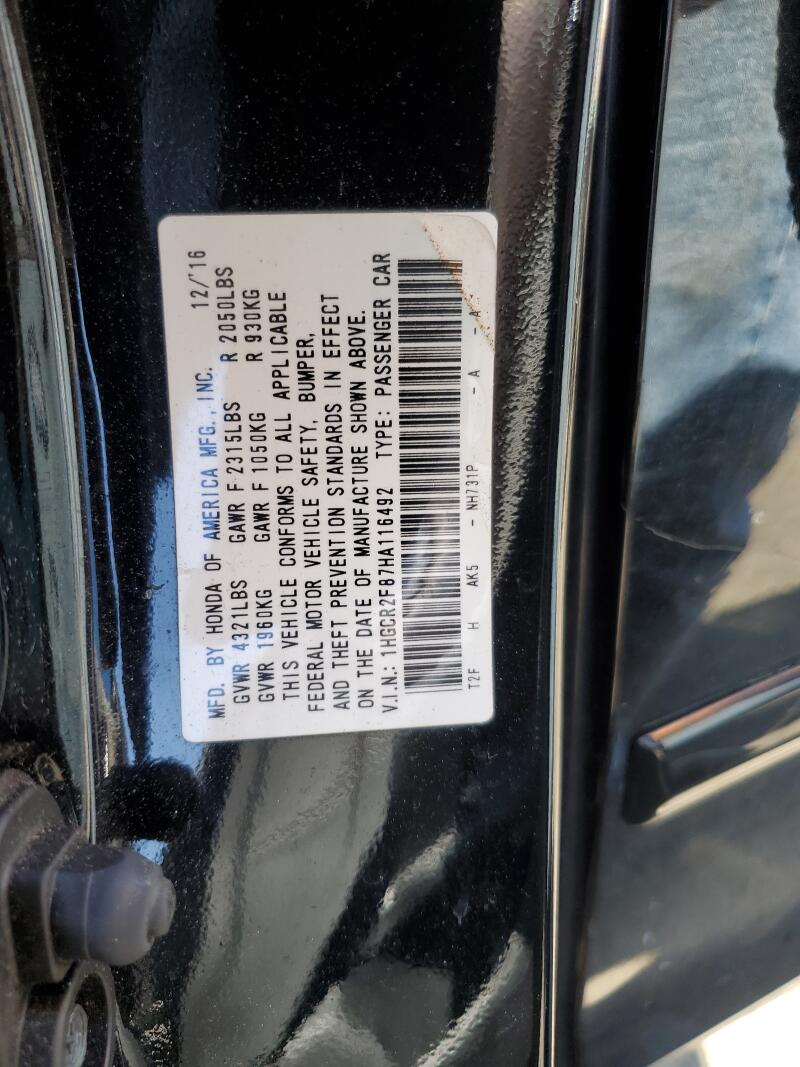 MFD. BY HONDA OF AMERICA MFG., INC. 12/'16
GVWR 4321LBS GAWR F 2315LBS R 2050LBS
GVWR 1960KG GAWR F 1050KG R 930KG
THIS VEHICLE CONFORMS TO ALL APPLICABLE
FEDERAL MOTOR VEHICLE SAFETY, BUMPER,
AND THEFT PREVENTION STANDARDS IN EFFECT
ON THE DATE OF MANUFACTURE SHOWN ABOVE.
V.I.N.: 1HGCR2F87HA116492 TYPE: PASSENGER CAR
T2F H AK5 - NH731P - A - A